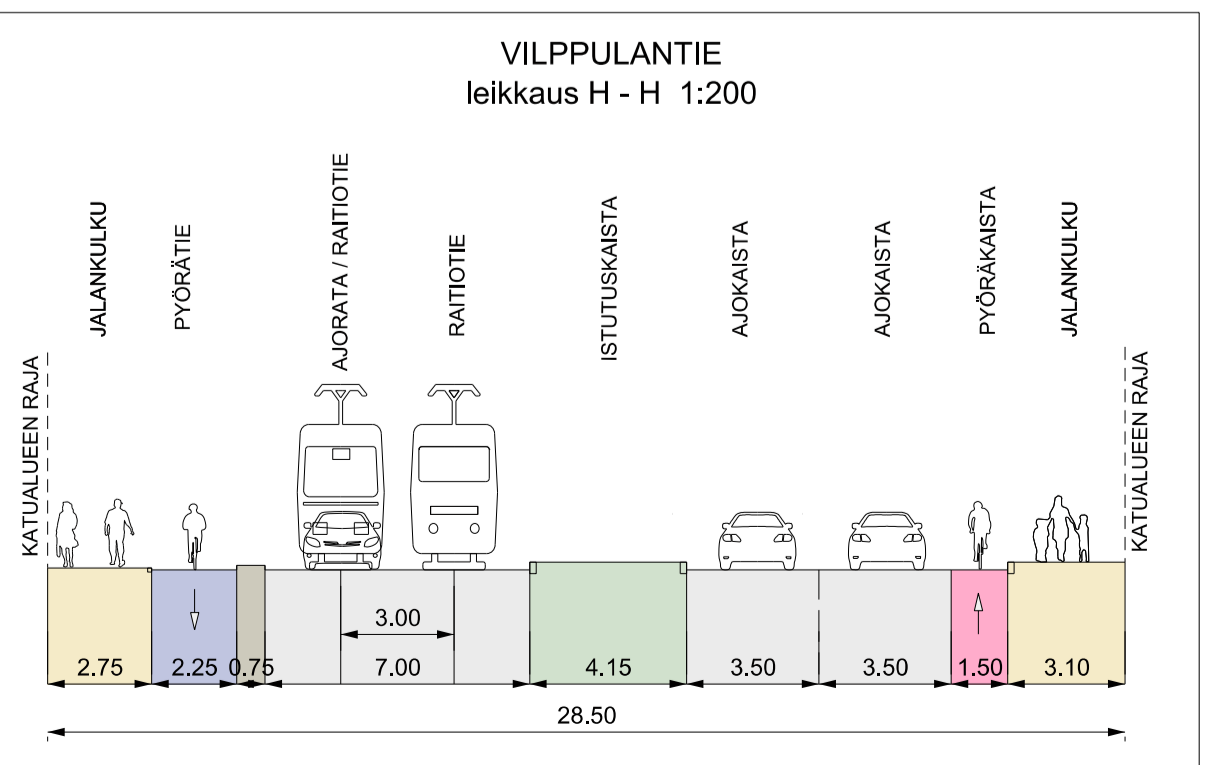 VILPPULANTIE
leikkaus H - H 1:200
KATUALUEEN RAJA
JALANKULKU
PYÖRÄTIE
AJORATA / RAITIOTIE
RAITIOTIE
ISTUTUSKAISTA
AJOKAISTA
AJOKAISTA
PYÖRÄKAISTA
JALANKULKU
KATUALUEEN RAJA
3.00
2.75 2.25 0.75 7.00 4.15 3.50 3.50 1.50 3.10
28.50